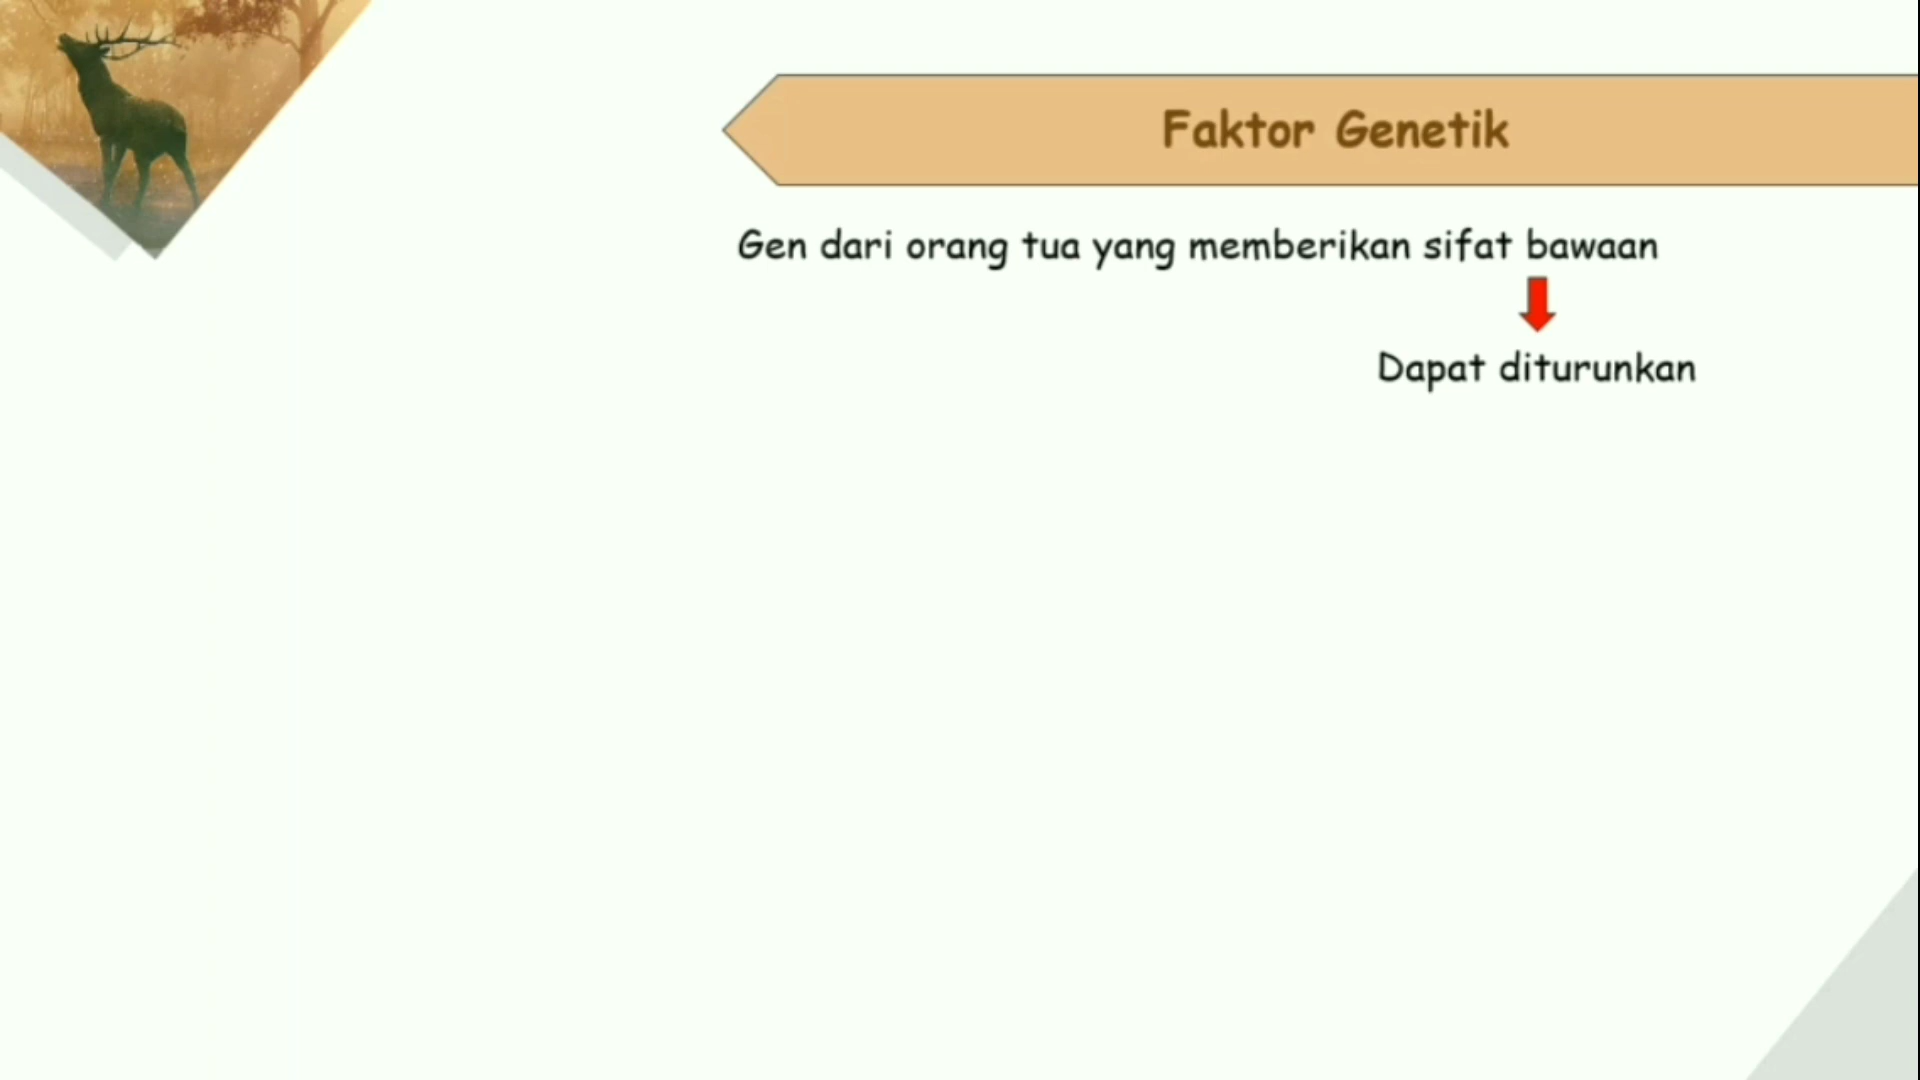 Faktor Genetik
Gen dari orang tua yang memberikan sifat bawaan
Dapat diturunkan